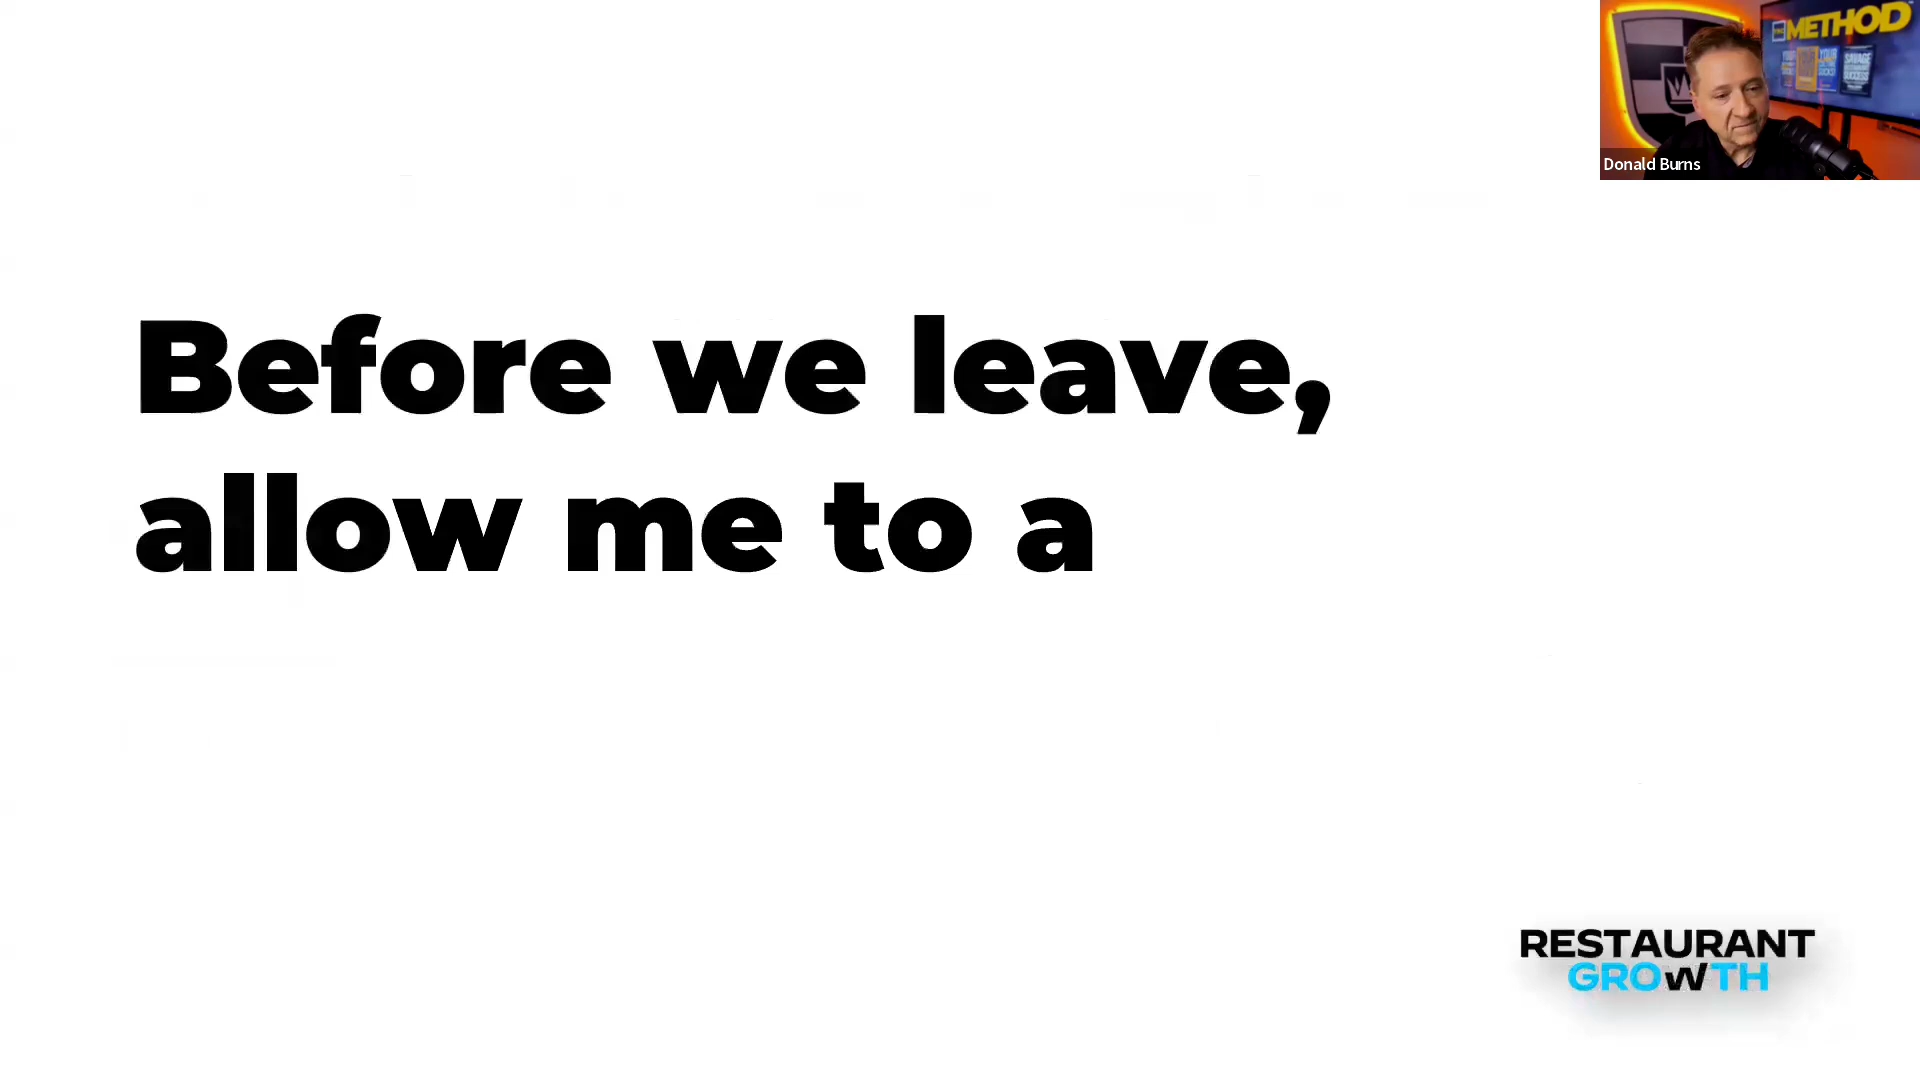 METHOD
Donald Burns
Before we leave,
allow me to a
RESTAURANT
GROWTH